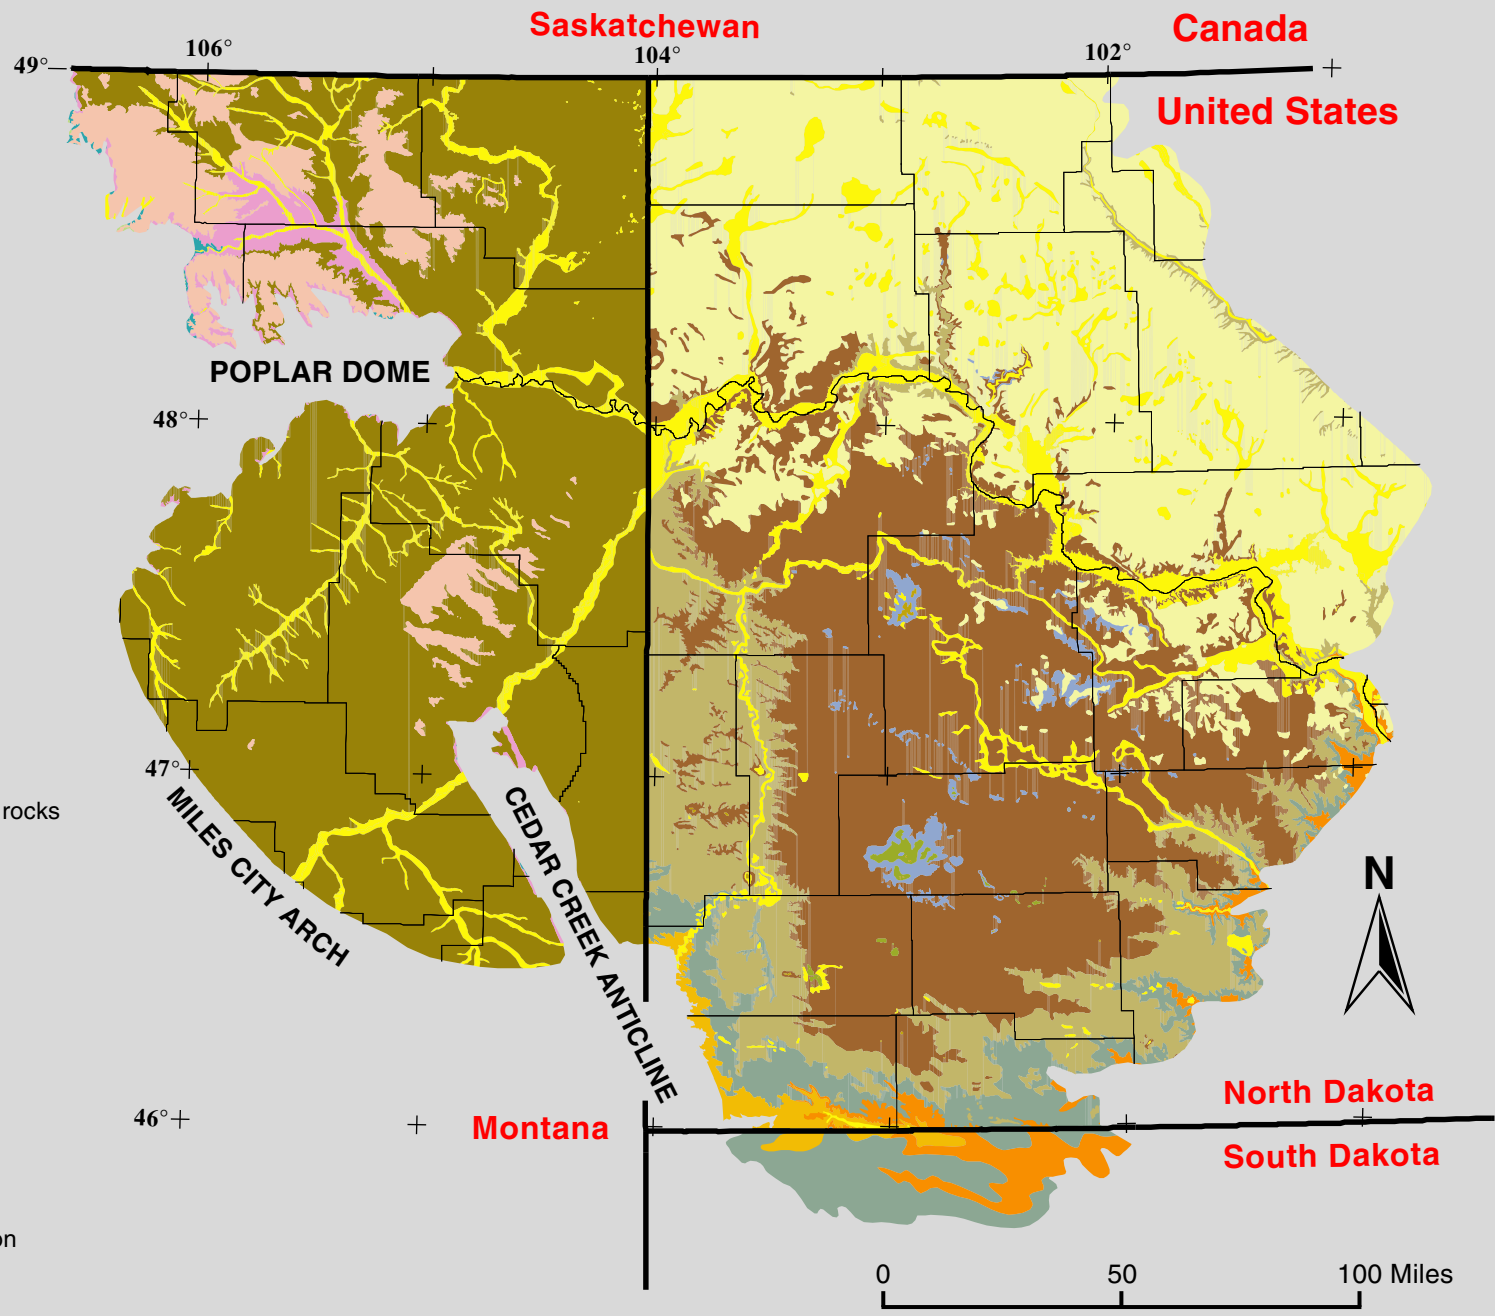 Saskatchewan
Canada
106°
104°
102°
49°
United States
POPLAR DOME
48°
47°
rocks
MILES CITY ARCH
CEDAR CREEK ANTICLINE
N
46°
Montana
North Dakota
South Dakota
on
0 50 100 Miles